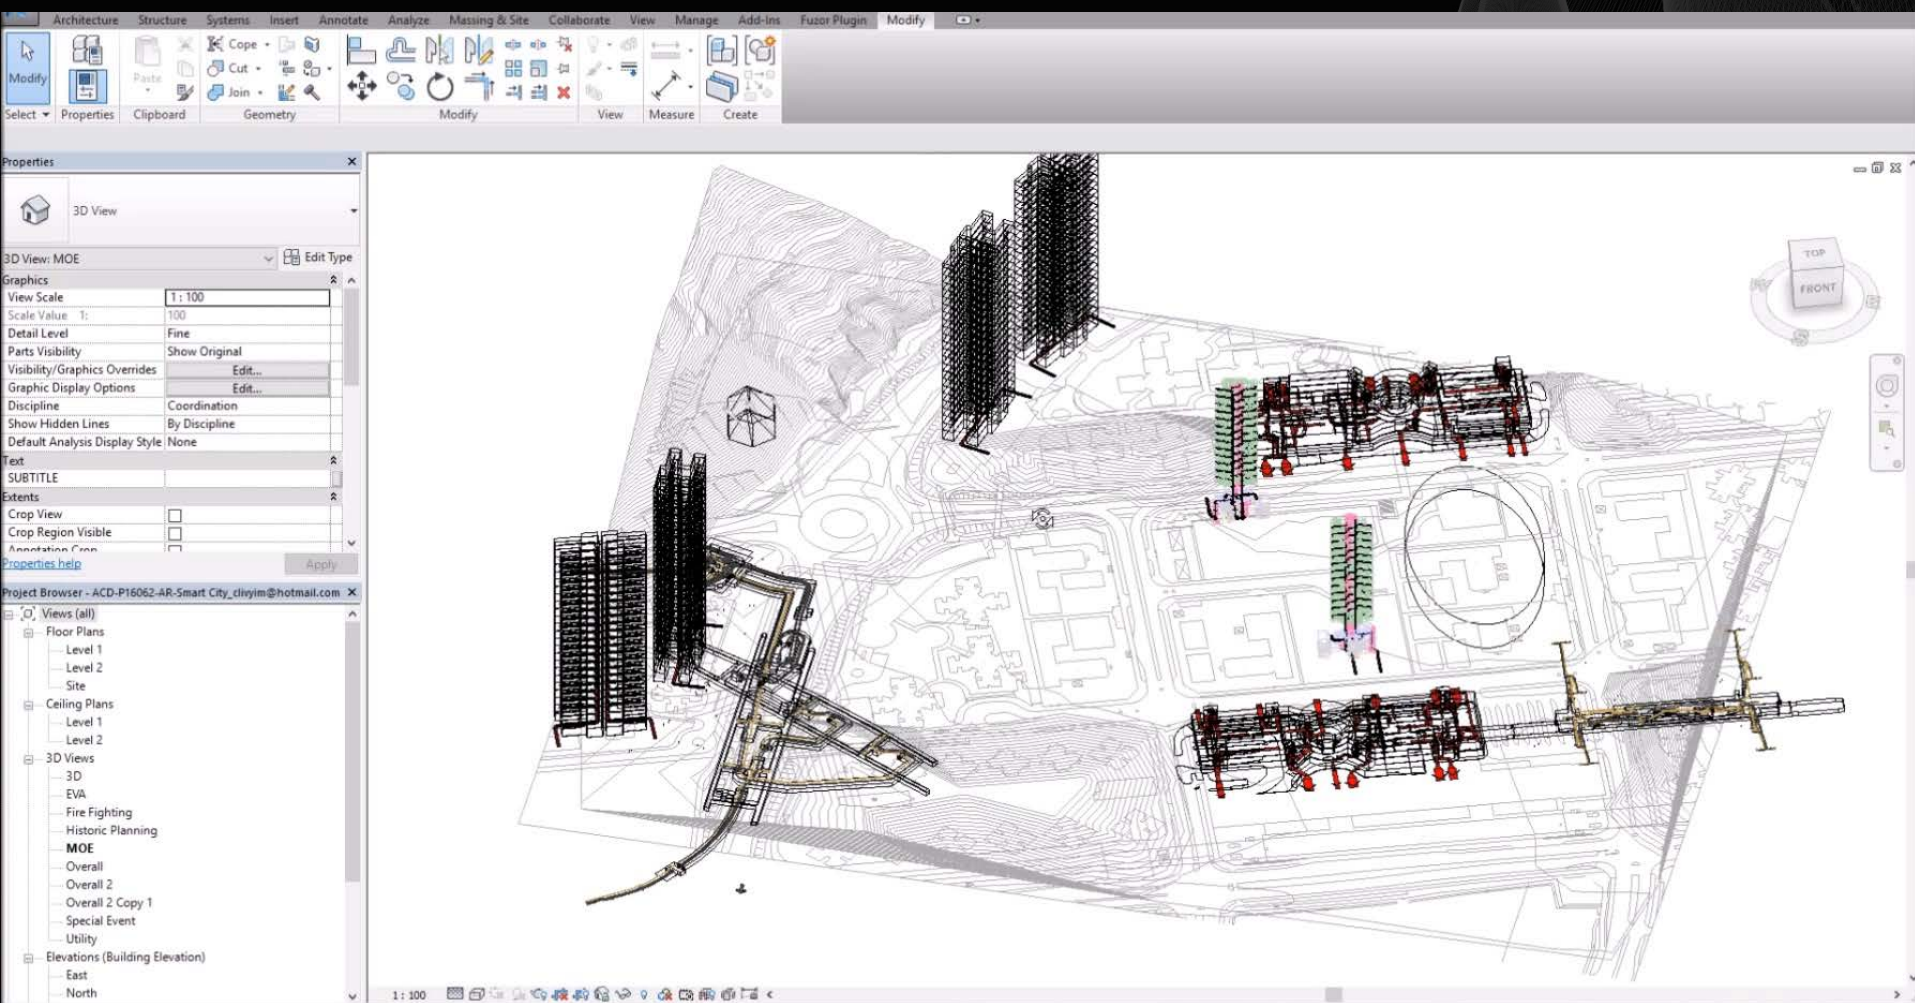 Architecture Structure Systems Insert Annotate Analyze Massing & Site Collaborate View Manage Add-Ins Fuzor Plugin Modify
Modify Paste Cope Cut Join
Select Properties Clipboard Geometry Modify View Measure Create
Properties
3D View
3D View: MOE Edit Type
Graphics
View Scale 1 : 100
Scale Value 1: 100
Detail Level Fine
Parts Visibility Show Original
Visibility/Graphics Overrides Edit...
Graphic Display Options Edit...
Discipline Coordination
Show Hidden Lines By Discipline
Default Analysis Display Style None
Text
SUBTITLE
Extents
Crop View
Crop Region Visible
Annotation Crop
Properties help Apply
Project Browser - ACD-P16062-AR-Smart City_clivyim@hotmail.com
Views (all)
Floor Plans
Level 1
Level 2
Site
Ceiling Plans
Level 1
Level 2
3D Views
3D
EVA
Fire Fighting
Historic Planning
MOE
Overall
Overall 2
Overall 2 Copy 1
Special Event
Utility
Elevations (Building Elevation)
East
North
TOP
FRONT
1 : 100